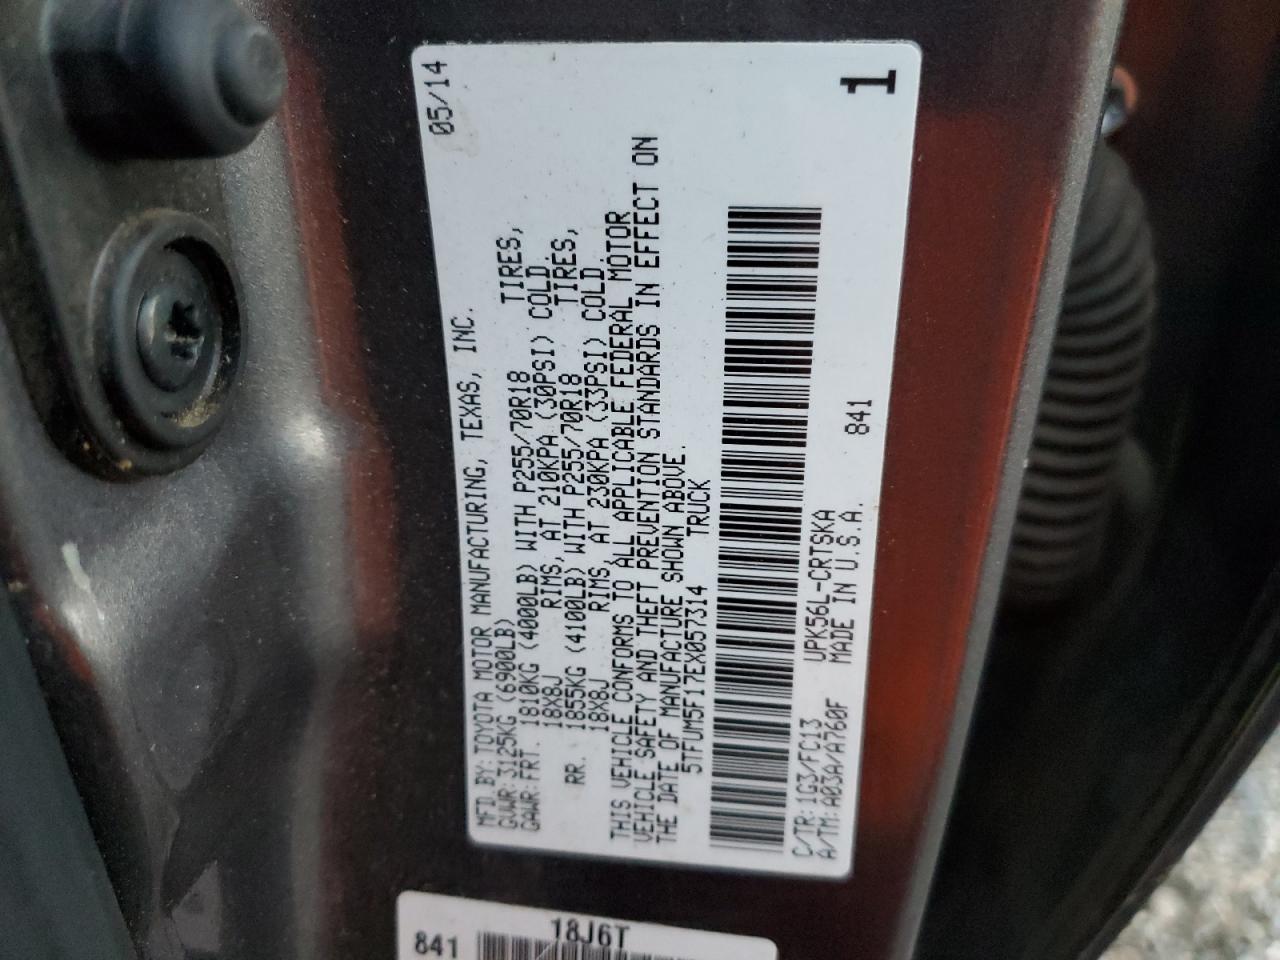 05/14
1
MFD.BY: TOYOTA MOTOR MANUFACTURING, TEXAS, INC.
GVWR: 3125KG (6900LB)
GAWR: FRT. 1810KG (4000LB) WITH P255/70R18 TIRES,
18X8J RIMS, AT 210KPA (30PSI) COLD.
RR. 1855KG (4100LB) WITH P255/70R18 TIRES,
18X8J RIMS, AT 230KPA (33PSI) COLD.
THIS VEHICLE CONFORMS TO ALL APPLICABLE FEDERAL MOTOR
VEHICLE SAFETY AND THEFT PREVENTION STANDARDS IN EFFECT ON
THE DATE OF MANUFACTURE SHOWN ABOVE.
5TFUM5F17EX057314 TRUCK
C/TR: 1G3/FC13 UPK56L-CRTSKA 841
A/TM: A03A/A760F MADE IN U.S.A.
18J6T
841